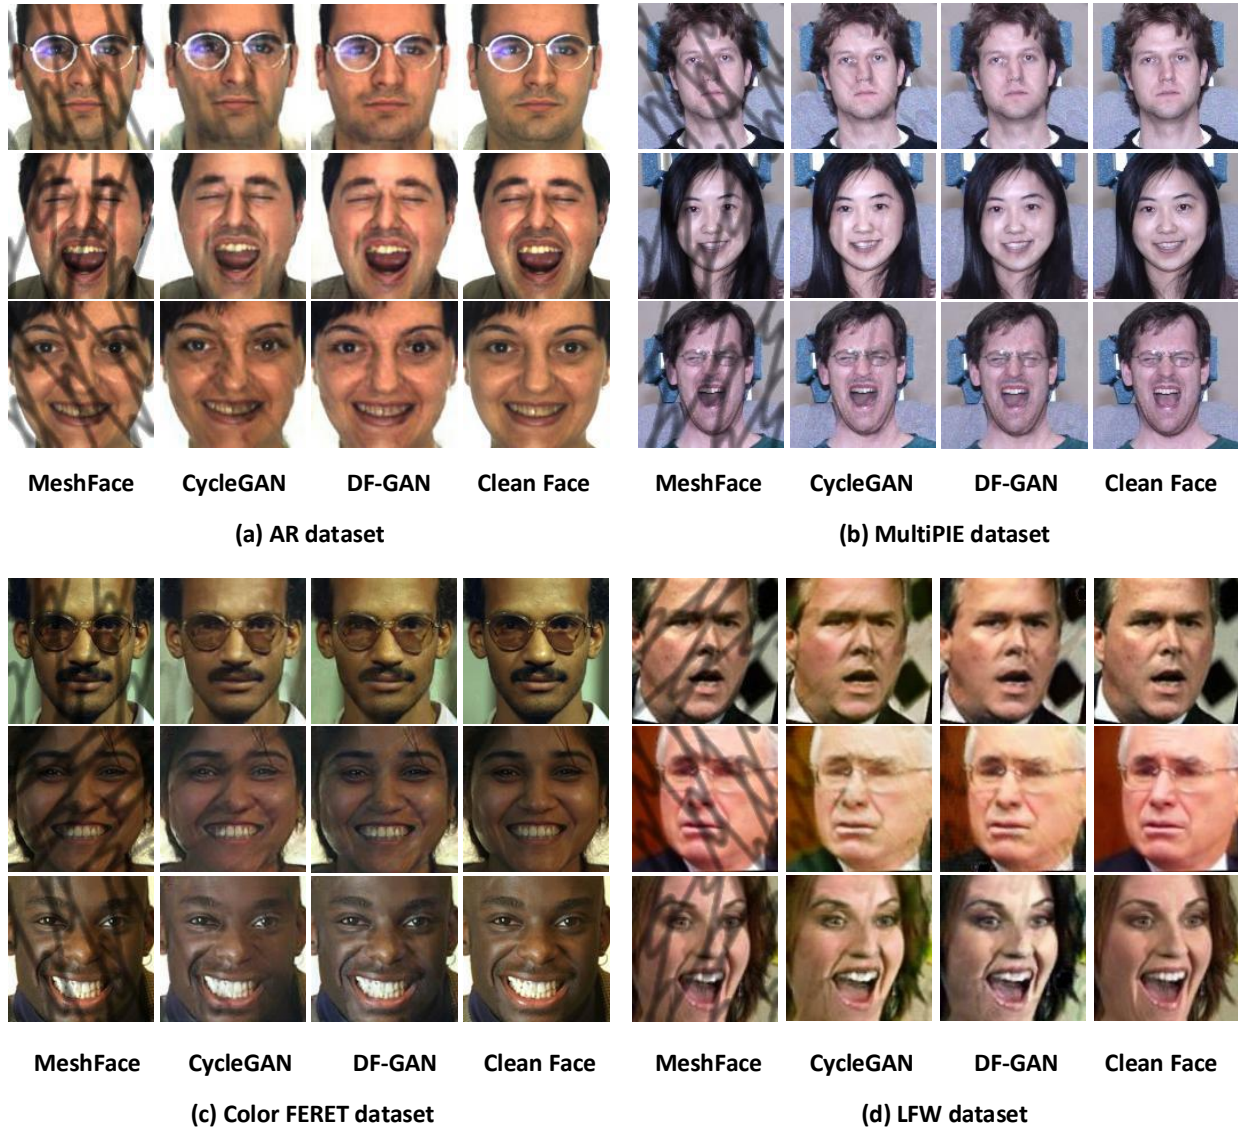 MeshFace CycleGAN DF-GAN Clean Face
(a) AR dataset
MeshFace CycleGAN DF-GAN Clean Face
(b) MultiPIE dataset
MeshFace CycleGAN DF-GAN Clean Face
(c) Color FERET dataset
MeshFace CycleGAN DF-GAN Clean Face
(d) LFW dataset